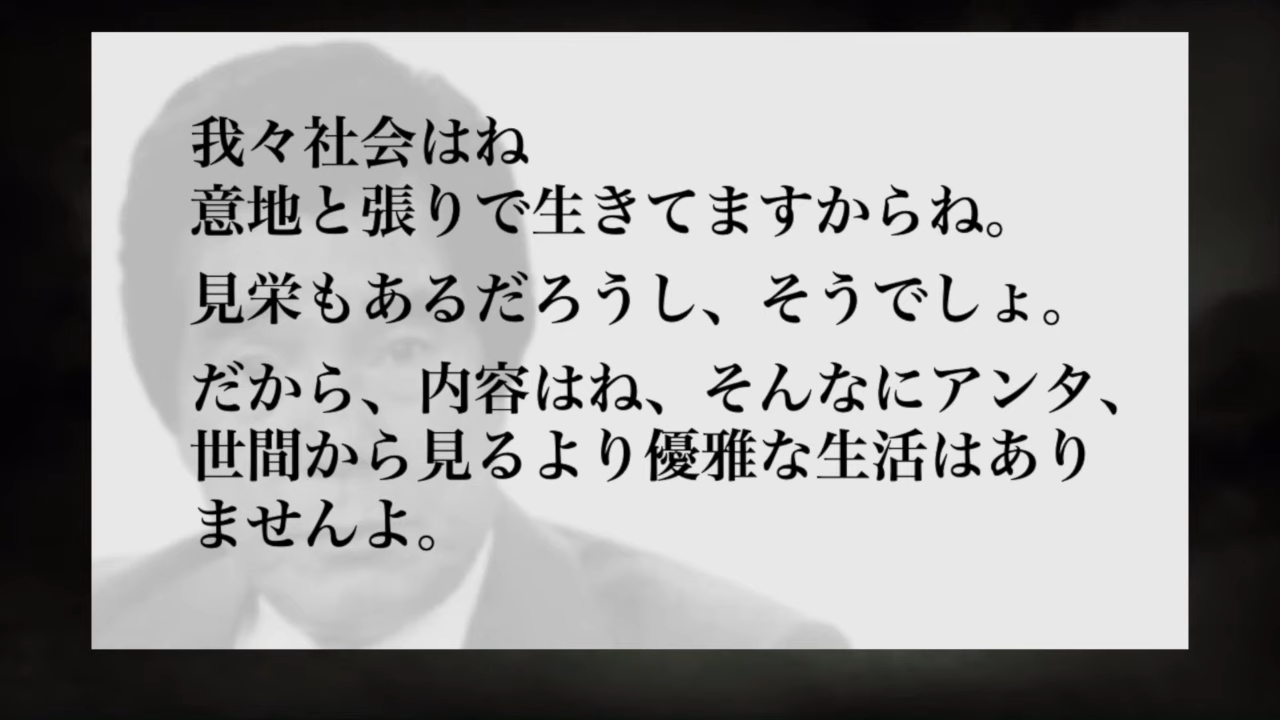 我々社会はね
意地と張りで生きてますからね。
見栄もあるだろうし、そうでしょ。
だから、内容はね、そんなにアンタ、
世間から見るより優雅な生活はあり
ませんよ。